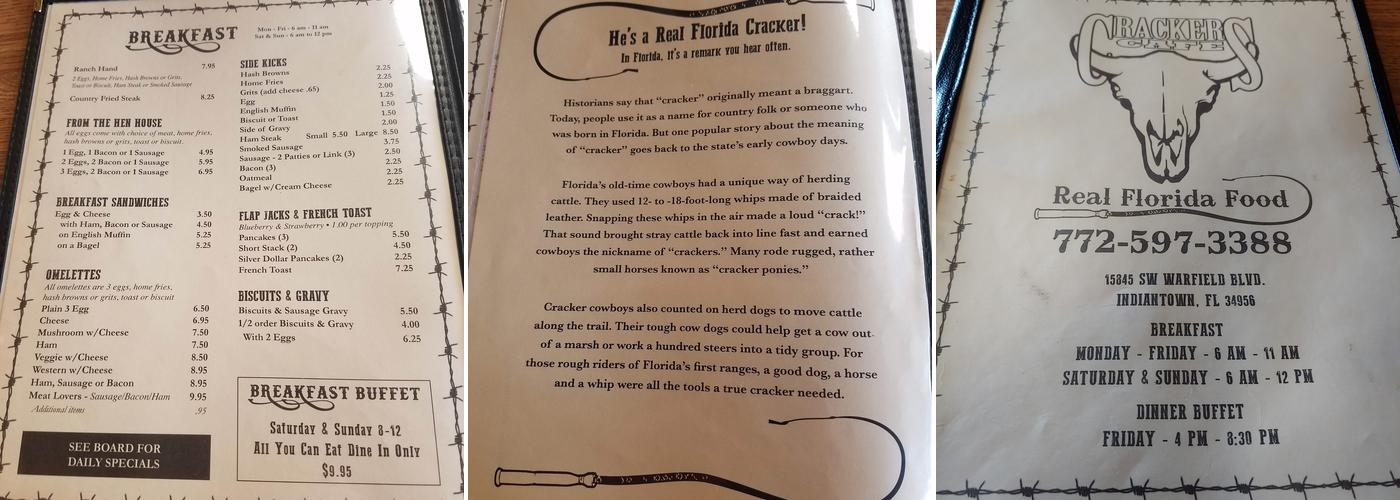 BREAKFAST
Mon - Fri - 6 am - 11 am
Sat & Sun - 6 am to 12 pm
Ranch Hand 7.95
2 Eggs, Home Fries, Hash Browns or Grits,
Toast or Biscuit, Ham Steak or Smoked Sausage
Country Fried Steak 8.25
FROM THE HEN HOUSE
All eggs come with choice of meat, home fries,
hash browns or grits, toast or biscuit.
1 Egg, 1 Bacon or 1 Sausage 4.95
2 Eggs, 2 Bacon or 1 Sausage 5.95
3 Eggs, 2 Bacon or 1 Sausage 6.95
BREAKFAST SANDWICHES
Egg & Cheese 3.50
with Ham, Bacon or Sausage 4.50
on English Muffin 5.25
on a Bagel 5.25
OMELETTES
All omelettes are 3 eggs, home fries,
hash browns or grits, toast or biscuit
Plain 3 Egg 6.50
Cheese 6.95
Mushroom w/Cheese 7.50
Ham 7.50
Veggie w/Cheese 8.50
Western w/Cheese 8.95
Ham, Sausage or Bacon 8.95
Meat Lovers - Sausage/Bacon/Ham 9.95
Additional items .95
SEE BOARD FOR
DAILY SPECIALS
SIDE KICKS
Hash Browns 2.25
Home Fries 2.25
Grits (add cheese .65) 2.00
Egg 1.25
English Muffin 1.50
Biscuit or Toast 1.50
Side of Gravy 2.00
Ham Steak Small 5.50 Large 8.50
Smoked Sausage 3.75
Sausage - 2 Patties or Link (3) 2.50
Bacon (3) 2.25
Oatmeal 2.25
Bagel w/Cream Cheese 2.25
FLAP JACKS & FRENCH TOAST
Blueberry & Strawberry • 1.00 per topping
Pancakes (3) 5.50
Short Stack (2) 4.50
Silver Dollar Pancakes (2) 2.25
French Toast 7.25
BISCUITS & GRAVY
Biscuits & Sausage Gravy 5.50
1/2 order Biscuits & Gravy 4.00
With 2 Eggs 6.25
BREAKFAST BUFFET
Saturday & Sunday 8-12
All You Can Eat Dine In Only
$9.95
He's a Real Florida Cracker!
In Florida, it's a remark you hear often.
Historians say that “cracker” originally meant a braggart.
Today, people use it as a name for country folk or someone who
was born in Florida. But one popular story about the meaning
of “cracker” goes back to the state's early cowboy days.
Florida's old-time cowboys had a unique way of herding
cattle. They used 12- to -18-foot-long whips made of braided
leather. Snapping these whips in the air made a loud “crack!”
That sound brought stray cattle back into line fast and earned
cowboys the nickname of “crackers.” Many rode rugged, rather
small horses known as “cracker ponies.”
Cracker cowboys also counted on herd dogs to move cattle
along the trail. Their tough cow dogs could help get a cow out
of a marsh or work a hundred steers into a tidy group. For
those rough riders of Florida's first ranges, a good dog, a horse
and a whip were all the tools a true cracker needed.
CRACKERS
CAFE
Real Florida Food
772-597-3388
15845 SW WARFIELD BLVD.
INDIANTOWN, FL 34956
BREAKFAST
MONDAY - FRIDAY - 6 AM - 11 AM
SATURDAY & SUNDAY - 6 AM - 12 PM
DINNER BUFFET
FRIDAY - 4 PM - 8:30 PM